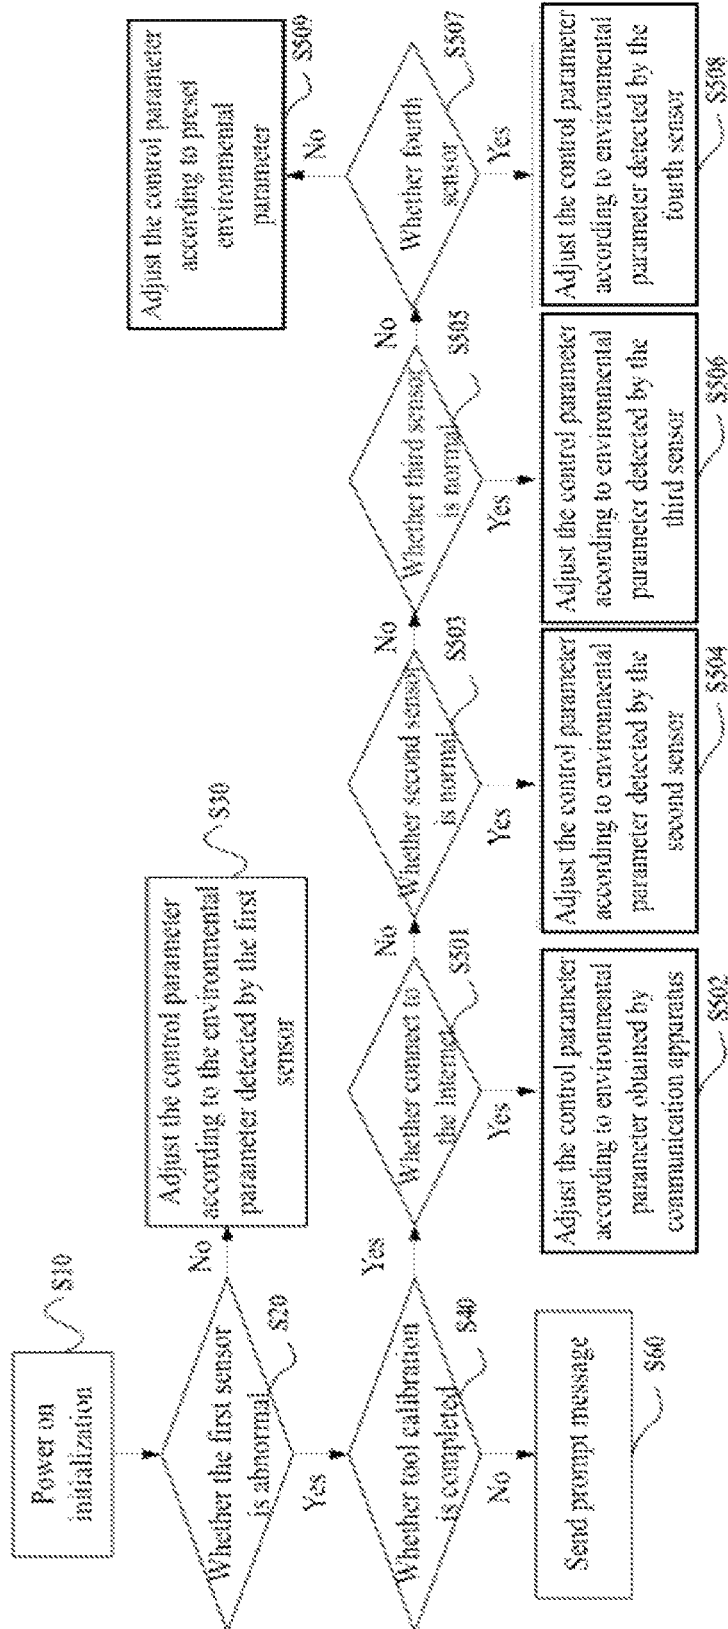 Power on
initialization
S10
Whether the first sensor
is abnormal
S20
No
Adjust the control parameter
according to the environmental
parameter detected by the first
sensor
S30
Yes
Whether tool calibration
is completed
S40
No
Send prompt message
S60
Yes
Whether connect to
the Internet
S501
Yes
Adjust the control parameter
according to environmental
parameter obtained by
communication apparatus
S502
No
Whether second sensor
is normal
S503
Yes
Adjust the control parameter
according to environmental
parameter detected by the
second sensor
S504
No
Whether third sensor
is normal
S505
Yes
Adjust the control parameter
according to environmental
parameter detected by the
third sensor
S506
No
Whether fourth
sensor
S507
Yes
Adjust the control parameter
according to environmental
parameter detected by the
fourth sensor
S508
No
Adjust the control parameter
according to preset
environmental
parameter
S509